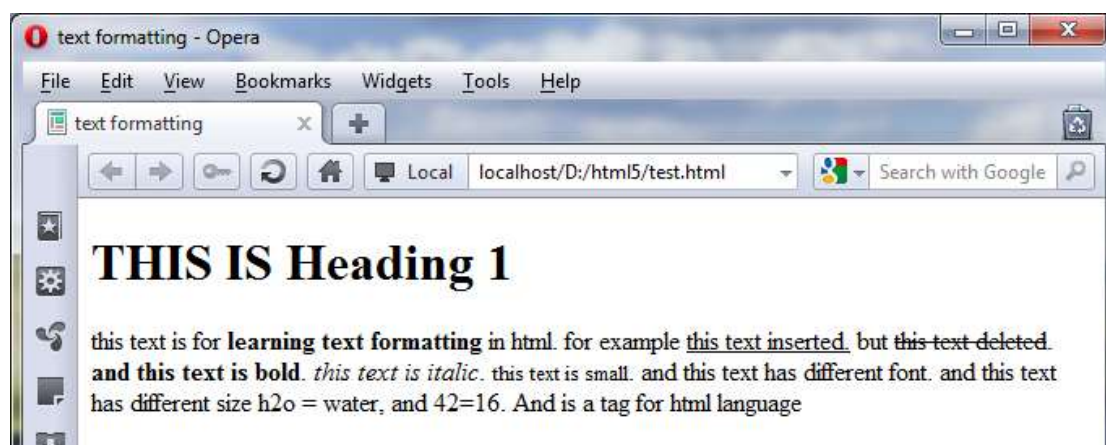 text formatting - Opera
File Edit View Bookmarks Widgets Tools Help
text formatting
Local localhost/D:/html5/test.html Search with Google
THIS IS Heading 1
this text is for learning text formatting in html. for example this text inserted. but this text deleted.
and this text is bold. this text is italic. this text is small. and this text has different font. and this text
has different size h2o = water, and 42=16. And is a tag for html language